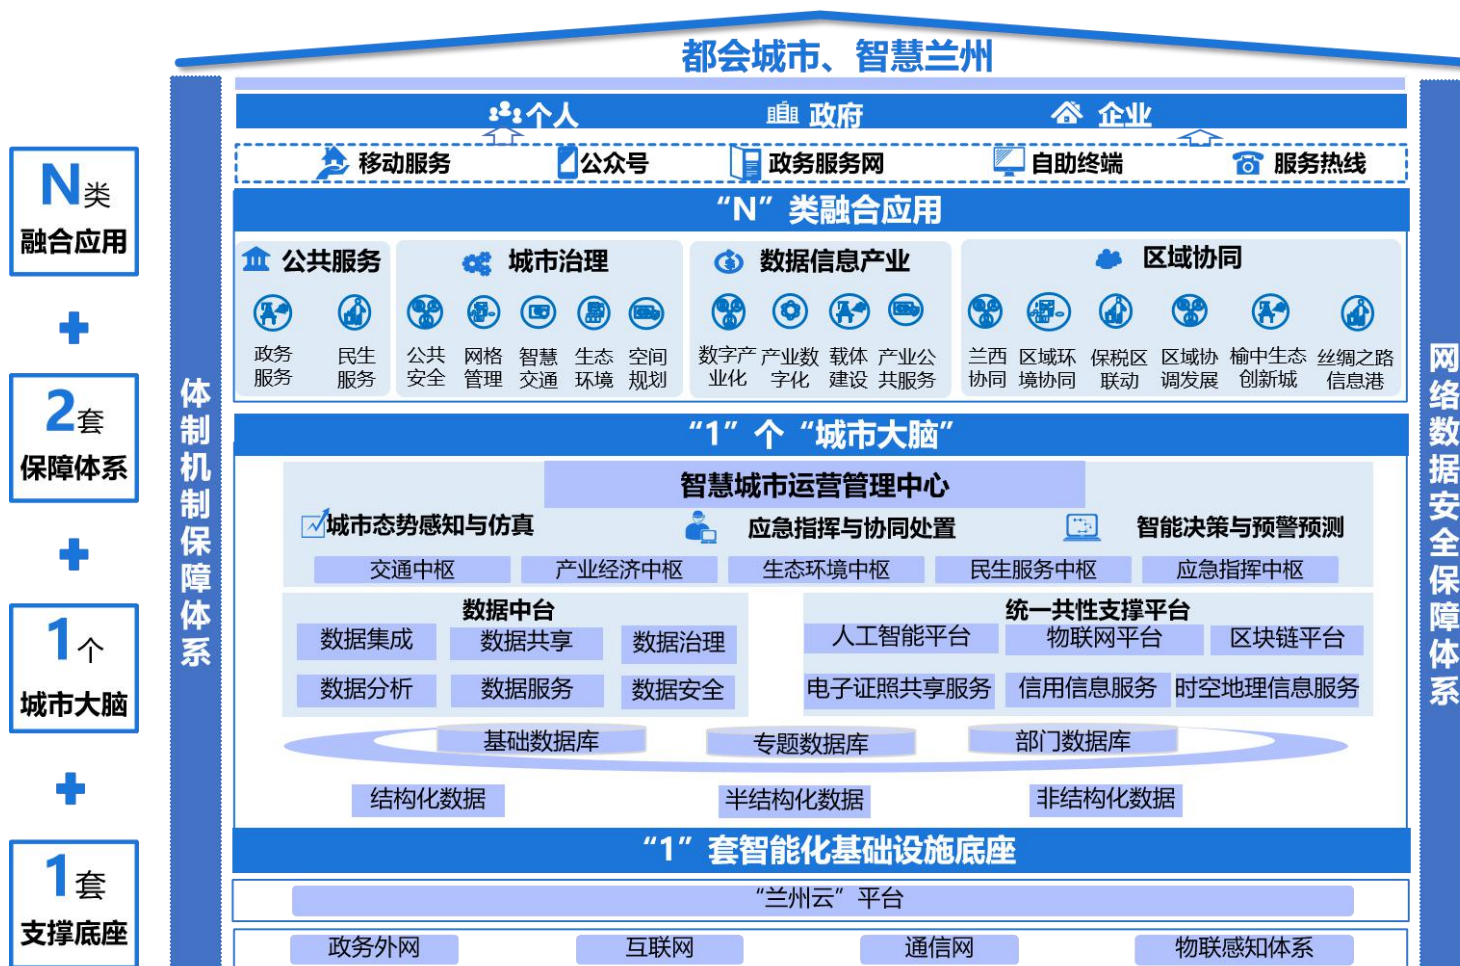 都会城市、智慧兰州
个人 政府 企业
移动服务 公众号 政务服务网 自助终端 服务热线
“N”类融合应用
公共服务 城市治理 数据信息产业 区域协同
政务
服务
民生
服务
公共
安全
网格
管理
智慧
交通
生态
环境
空间
规划
数字产
业化
产业数
字化
载体
建设
产业公
共服务
兰西
协同
区域环
境协同
保税区
联动
区域协
调发展
榆中生态
创新城
丝绸之路
信息港
“1”个“城市大脑”
智慧城市运营管理中心
城市态势感知与仿真 应急指挥与协同处置 智能决策与预警预测
交通中枢 产业经济中枢 生态环境中枢 民生服务中枢 应急指挥中枢
数据中台
数据集成 数据共享 数据治理
数据分析 数据服务 数据安全
统一共性支撑平台
人工智能平台 物联网平台 区块链平台
电子证照共享服务 信用信息服务 时空地理信息服务
基础数据库 专题数据库 部门数据库
结构化数据 半结构化数据 非结构化数据
“1”套智能化基础设施底座
“兰州云”平台
政务外网 互联网 通信网 物联感知体系
N类
融合应用
+
2套
保障体系
+
1个
城市大脑
+
1套
支撑底座
体制机制保障体系
网络数据安全保障体系